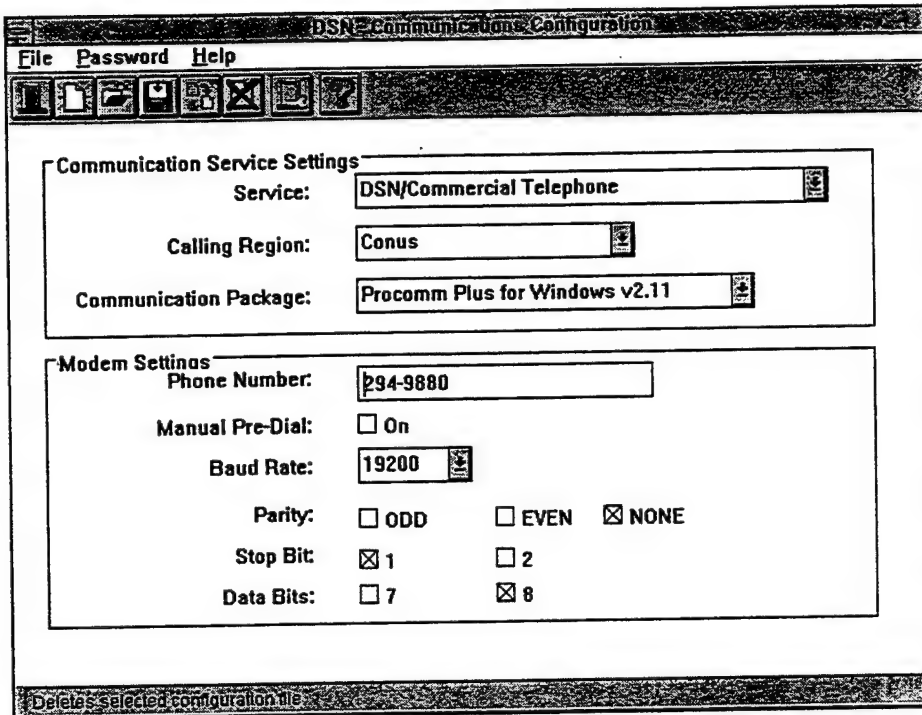 DSN - Communications Configuration
File Password Help
Communication Service Settings
Service: DSN/Commercial Telephone
Calling Region: Conus
Communication Package: Procomm Plus for Windows v2.11
Modem Settings
Phone Number: 294-9880
Manual Pre-Dial: On
Baud Rate: 19200
Parity: ODD EVEN NONE
Stop Bit: 1 2
Data Bits: 7 8
Deletes selected configuration file